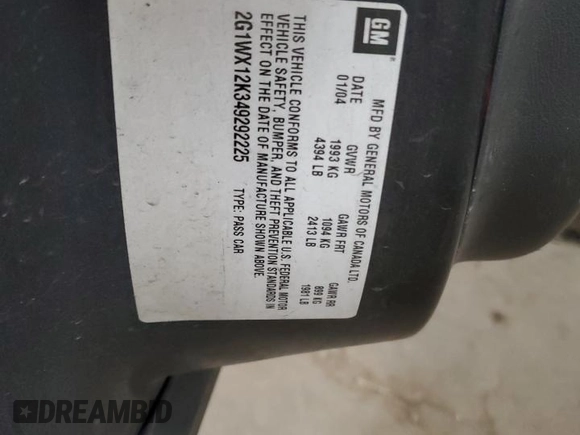 GM
MFD BY GENERAL MOTORS OF CANADA LTD.
DATE GVWR GAWR FRT GAWR RR
01/04 1993 KG 1094 KG 899 KG
4394 LB 2413 LB 1981 LB
THIS VEHICLE CONFORMS TO ALL APPLICABLE U.S. FEDERAL MOTOR
VEHICLE SAFETY, BUMPER, AND THEFT PREVENTION STANDARDS IN
EFFECT ON THE DATE OF MANUFACTURE SHOWN ABOVE.
2G1WX12K349292225 TYPE: PASS CAR
DREAMBID